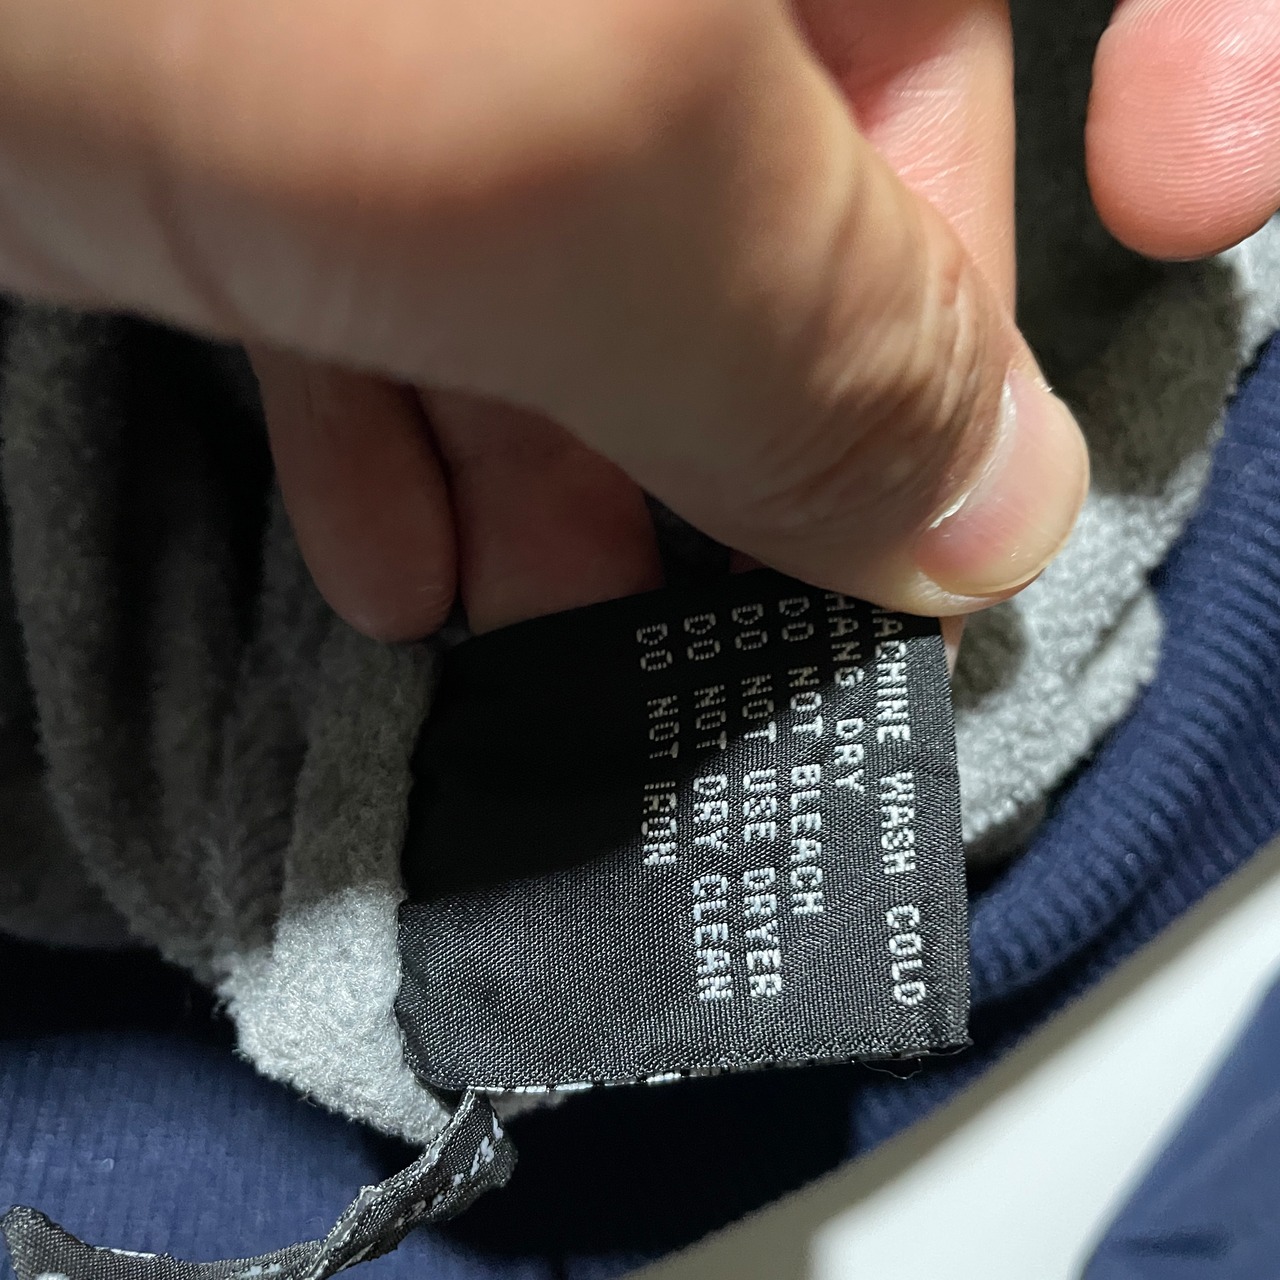 MACHINE WASH COLD
HANG DRY
DO NOT BLEACH
DO NOT USE DRYER
DO NOT DRY CLEAN
DO NOT IRON